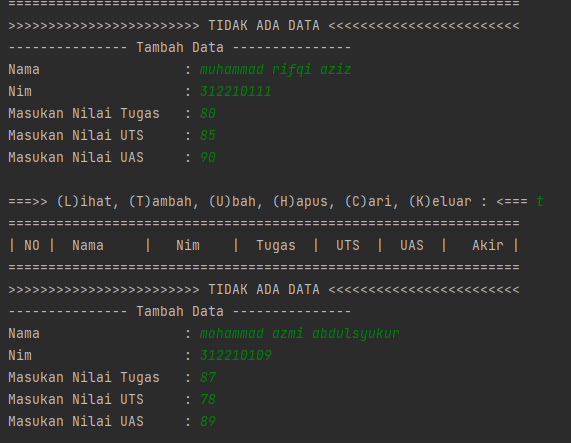 ================================================================
>>>>>>>>>>>>>>>>>>>>>>>> TIDAK ADA DATA <<<<<<<<<<<<<<<<<<<<<<<<
--------------- Tambah Data ---------------
Nama                  : muhammad rifqi aziz
Nim                   : 312210111
Masukan Nilai Tugas   : 80
Masukan Nilai UTS     : 85
Masukan Nilai UAS     : 90
===>> (L)ihat, (T)ambah, (U)bah, (H)apus, (C)ari, (K)eluar : <=== t
================================================================
| NO |  Nama     |   Nim    |  Tugas  |  UTS  |  UAS  |   Akir |
================================================================
>>>>>>>>>>>>>>>>>>>>>>>> TIDAK ADA DATA <<<<<<<<<<<<<<<<<<<<<<<<
--------------- Tambah Data ---------------
Nama                  : mohammad azmi abdulsyukur
Nim                   : 312210109
Masukan Nilai Tugas   : 87
Masukan Nilai UTS     : 78
Masukan Nilai UAS     : 89